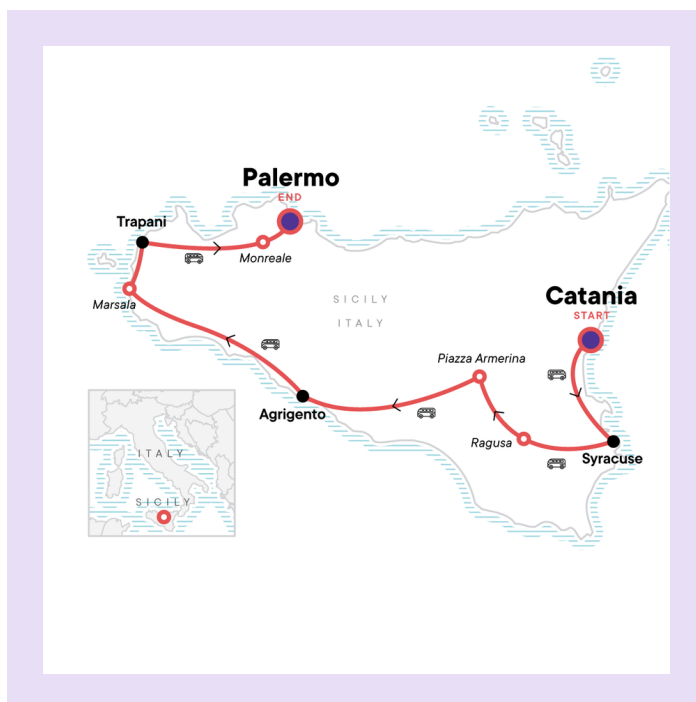 Palermo
END
Trapani
Monreale
Marsala
SICILY
ITALY
Catania
START
Piazza Armerina
Agrigento
Ragusa
Syracuse
ITALY
SICILY